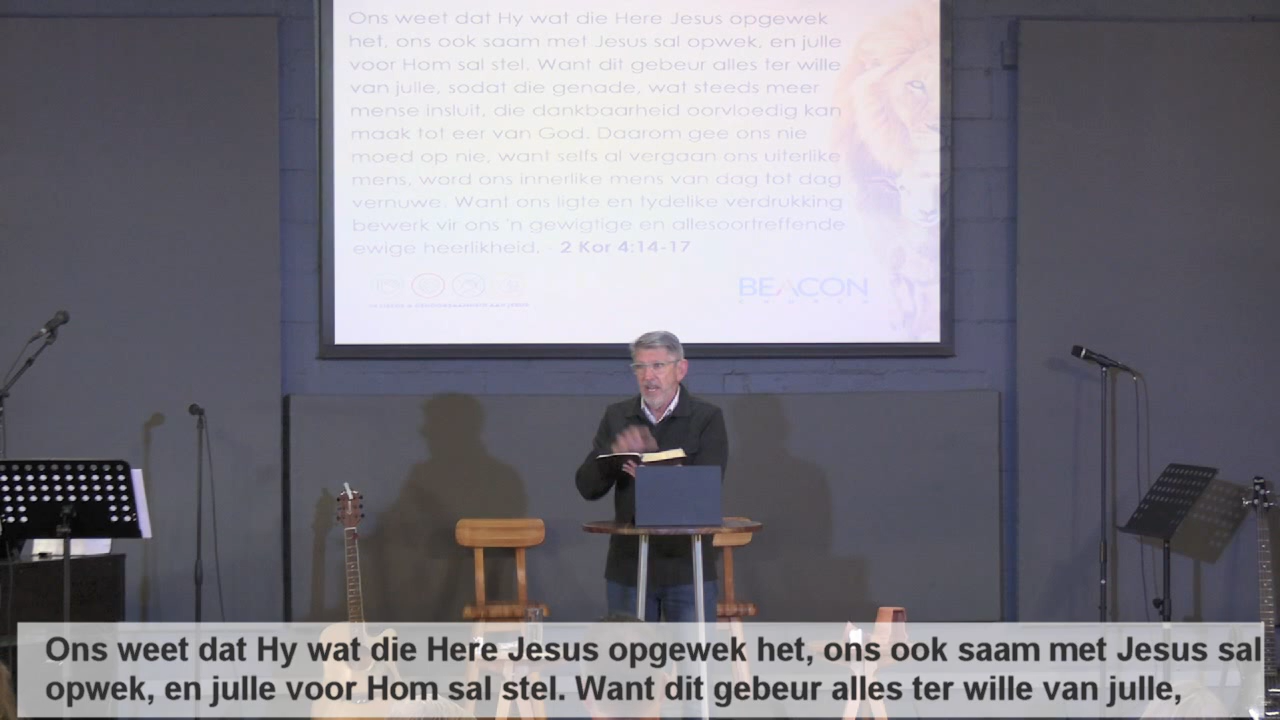 Ons weet dat Hy wat die Here Jesus opgewek
het, ons ook saam met Jesus sal opwek, en julle
voor Hom sal stel. Want dit gebeur alles ter wille
van julle, sodat die genade, wat steeds meer
mense insluit, die dankbaarheid oorvloedig kan
maak tot eer van God. Daarom gee ons nie
moed op nie, want selfs al vergaan ons uiterlike
mens, word ons innerlike mens van dag tot dag
vernuwe. Want ons ligte en tydelike verdrukking
bewerk vir ons 'n gewigtige en allesoortreffende
ewige heerlikheid. - 2 Kor 4:14-17
BEACON
Ons weet dat Hy wat die Here Jesus opgewek het, ons ook saam met Jesus sal
opwek, en julle voor Hom sal stel. Want dit gebeur alles ter wille van julle,